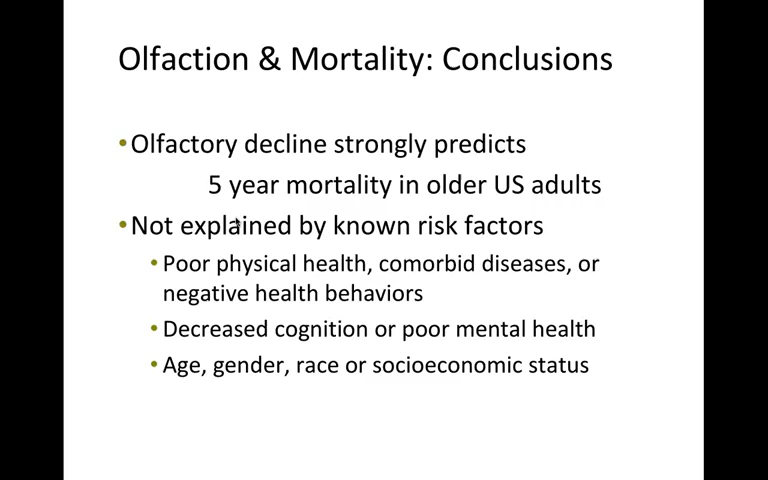 Olfaction & Mortality: Conclusions
•Olfactory decline strongly predicts
5 year mortality in older US adults
•Not explained by known risk factors
•Poor physical health, comorbid diseases, or
negative health behaviors
•Decreased cognition or poor mental health
•Age, gender, race or socioeconomic status